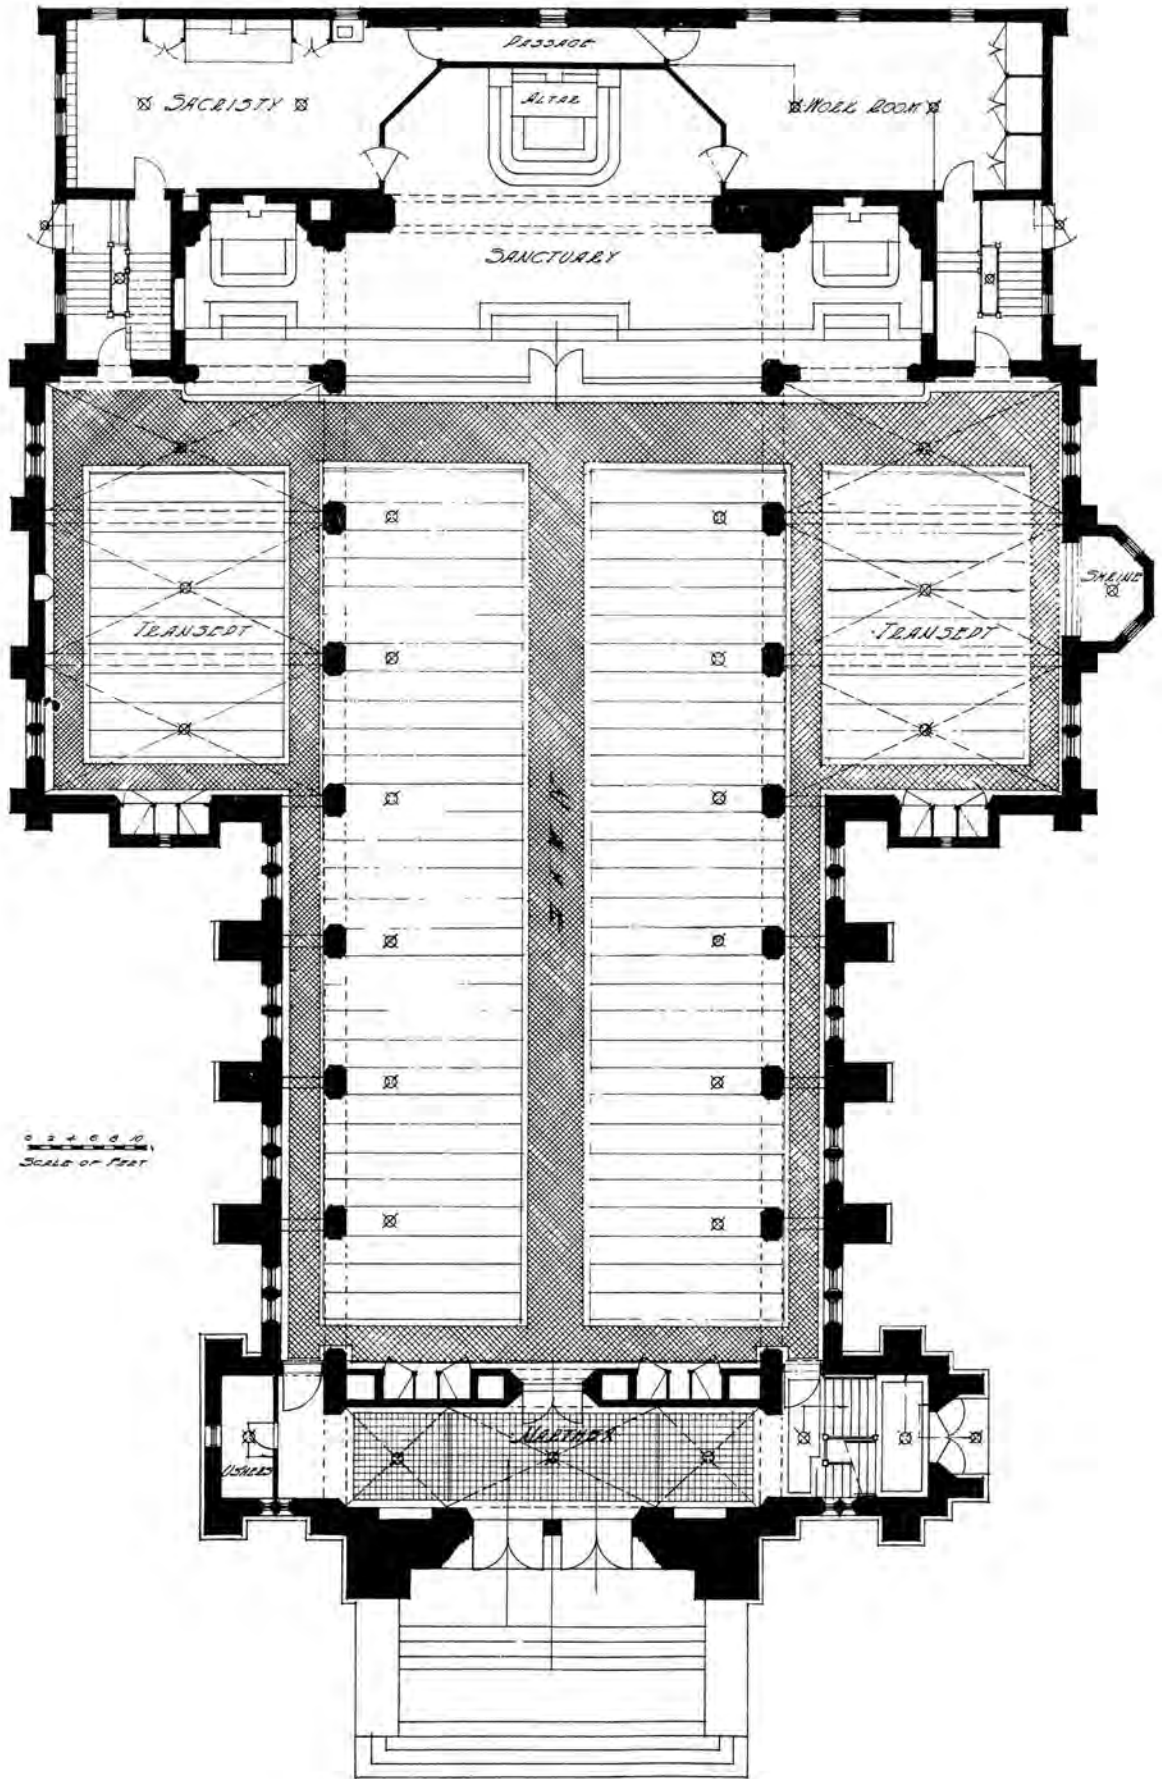 PASSAGE
SACRISTY
ALTAR
WORK ROOM
SANCTUARY
SHRINE
TRANSEPT
TRANSEPT
NAVE
0 2 4 6 8 10
SCALE OF FEET
NARTHEX
USHERS